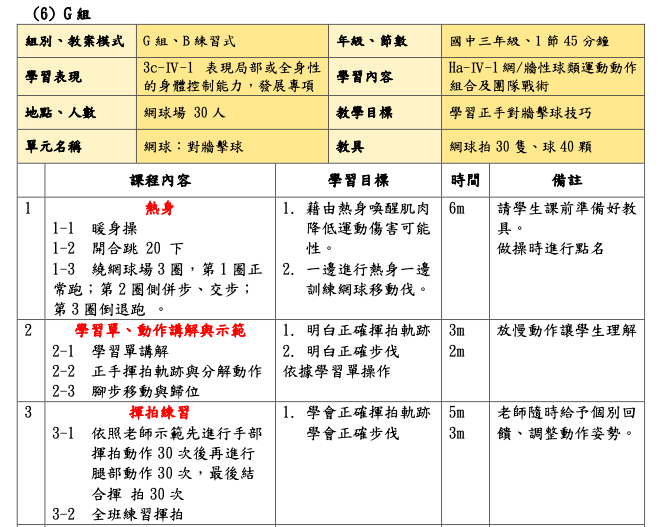 （6）G 組
組別、教案模式 G 組、B 練習式 年級、節數 國中三年級、1 節 45 分鐘
學習表現 3c-IV-1 表現局部或全身性的身體控制能力，發展專項 學習內容 Ha-IV-1 網/牆性球類運動動作組合及團隊戰術
地點、人數 網球場 30 人 教學目標 學習正手對牆擊球技巧
單元名稱 網球：對牆擊球 教具 網球拍 30 隻、球 40 顆
課程內容 學習目標 時間 備註
1 熱身
1-1 暖身操
1-2 開合跳 20 下
1-3 繞網球場 3 圈，第 1 圈正
常跑；第 2 圈側併步、交步；
第 3 圈倒退跑 。
1. 藉由熱身喚醒肌肉
降低運動傷害可能
性。
2. 一邊進行熱身一邊
訓練網球移動伐。
6m
請學生課前準備好教
具。
做操時進行點名
2 學習單、動作講解與示範
2-1 學習單講解
2-2 正手揮拍軌跡與分解動作
2-3 腳步移動與歸位
1. 明白正確揮拍軌跡
2. 明白正確步伐
依據學習單操作
3m
2m
放慢動作讓學生理解
3 揮拍練習
3-1 依照老師示範先進行手部
揮拍動作 30 次後再進行
腿部動作 30 次，最後結
合揮 拍 30 次
3-2 全班練習揮拍
1. 學會正確揮拍軌跡
學會正確步伐
5m
3m
老師隨時給予個別回
饋、調整動作姿勢。